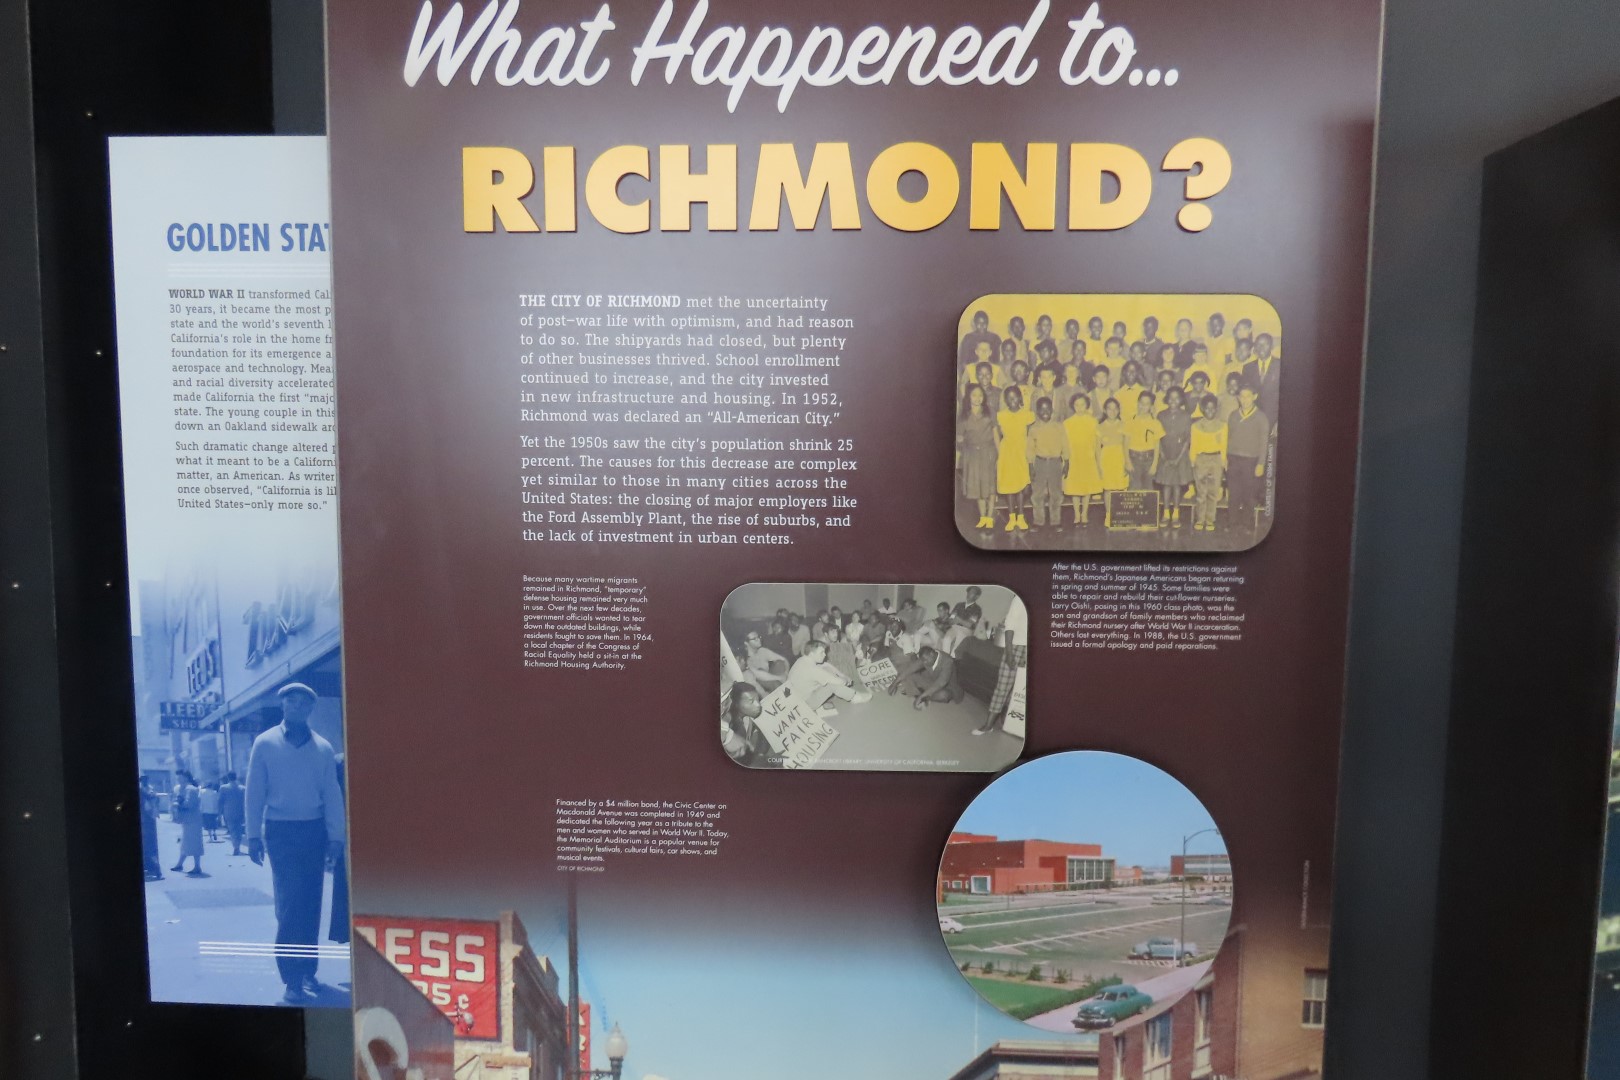 What Happened to...
RICHMOND?
GOLDEN STA
WORLD WAR II transformed Cal
30 years, it became the most p
state and the world's seventh l
California's role in the home fr
foundation for its emergence a
aerospace and technology. Mea
and racial diversity accelerated
made California the first "majo
state. The young couple in this
down an Oakland sidewalk are
Such dramatic change altered p
what it meant to be a Californi
matter, an American. As writer
once observed, "California is li
United States—only more so."
LEED'S
THE CITY OF RICHMOND met the uncertainty
of post-war life with optimism, and had reason
to do so. The shipyards had closed, but plenty
of other businesses thrived. School enrollment
continued to increase, and the city invested
in new infrastructure and housing. In 1952,
Richmond was declared an "All-American City."
Yet the 1950s saw the city's population shrink 25
percent. The causes for this decrease are complex
yet similar to those in many cities across the
United States: the closing of major employers like
the Ford Assembly Plant, the rise of suburbs, and
the lack of investment in urban centers.
After the U.S. government lifted its restrictions against
them, Richmond's Japanese Americans began returning
in spring and summer of 1945. Some families were
able to repair and rebuild their cut-flower nurseries.
Larry Oishi, posing in this 1960 class photo, was the
son and grandson of family members who reclaimed
their Richmond nursery after World War II incarceration.
Others lost everything. In 1988, the U.S. government
issued a formal apology and paid reparations.
Because many wartime migrants
remained in Richmond, "temporary"
defense housing remained very much
in use. Over the next few decades,
government officials wanted to tear
down the outdated buildings, while
residents fought to save them. In 1964,
a local chapter of the Congress of
Racial Equality held a sit-in at the
Richmond Housing Authority.
CORE
WE
WANT
FAIR
HOUSING
LIBRARY, UNIVERSITY OF CALIFORNIA, BERKELEY
Financed by a $4 million bond, the Civic Center on
Macdonald Avenue was completed in 1949 and
dedicated the following year as a tribute to the
men and women who served in World War II. Today,
the Memorial Auditorium is a popular venue for
community festivals, cultural fairs, car shows, and
musical events.
CITY OF RICHMOND
ESS